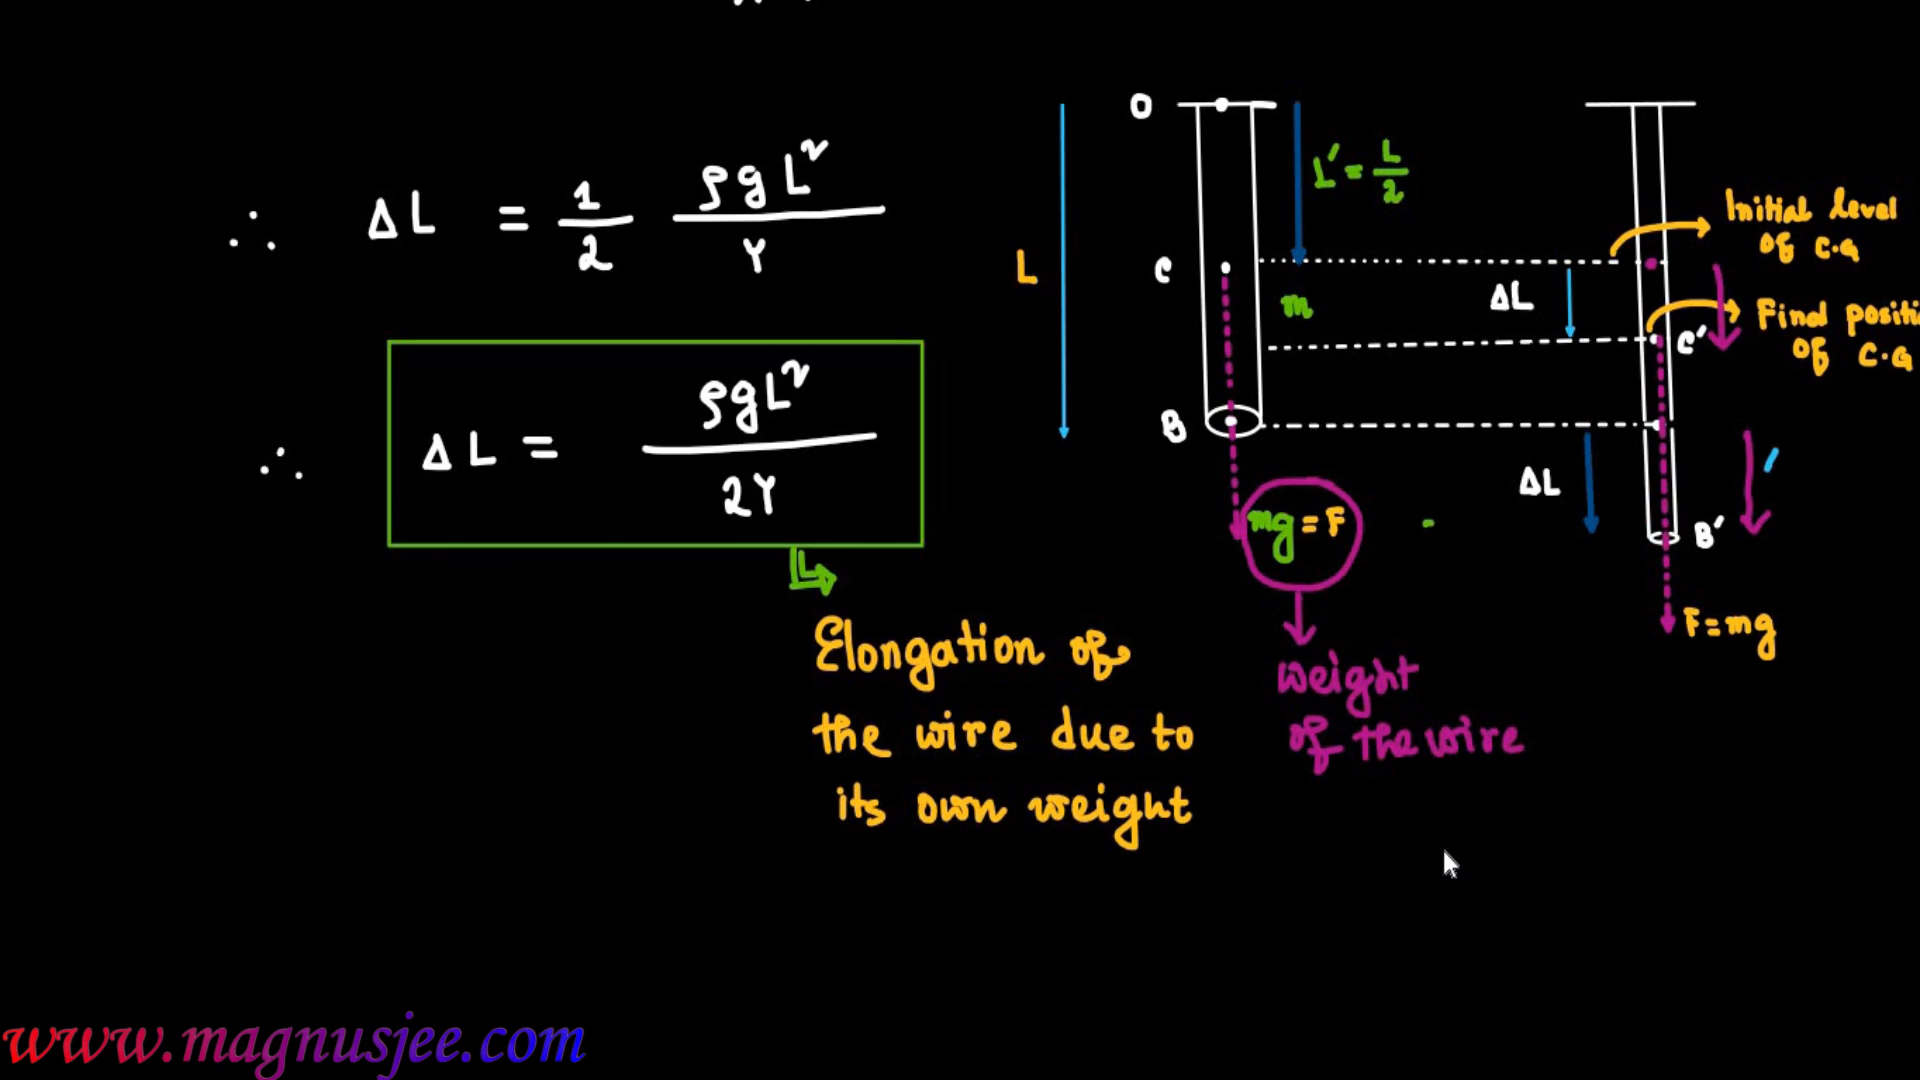 ∴ ΔL = 1/2 ρgL²/Y
∴ ΔL = ρgL²/2Y
Elongation of
the wire due to
its own weight
L
O
C
B
L′ = L/2
m
mg = F
Weight
of the wire
ΔL
ΔL
Initial level
of C.G
Final positi
of C.G
C′
B′
F = mg
www.magnusjee.com